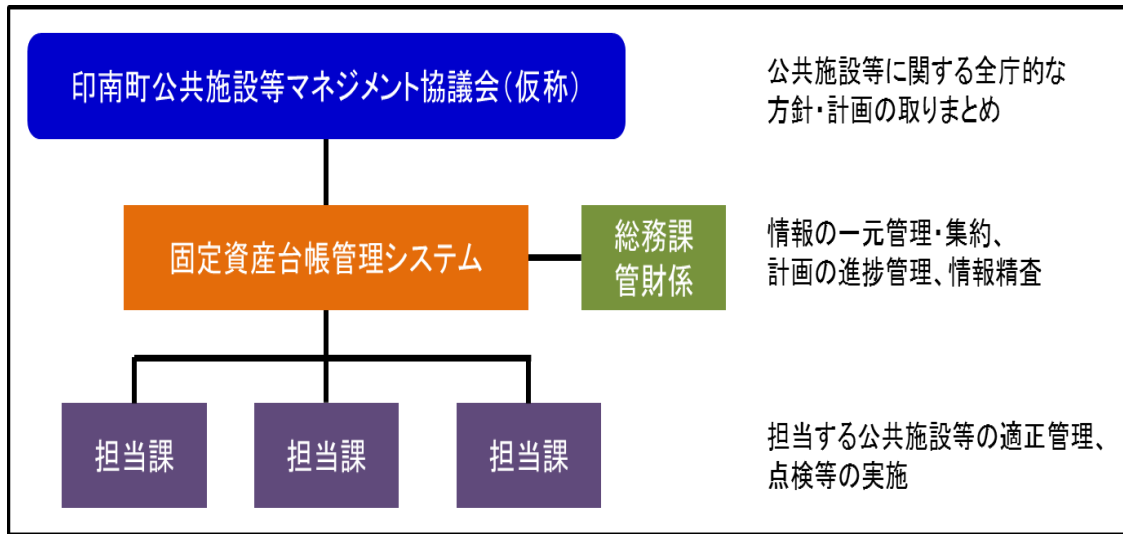 印南町公共施設等マネジメント協議会(仮称)
公共施設等に関する全庁的な
方針・計画の取りまとめ
固定資産台帳管理システム
総務課
管財係
情報の一元管理・集約、
計画の進捗管理、情報精査
担当課
担当課
担当課
担当する公共施設等の適正管理、
点検等の実施